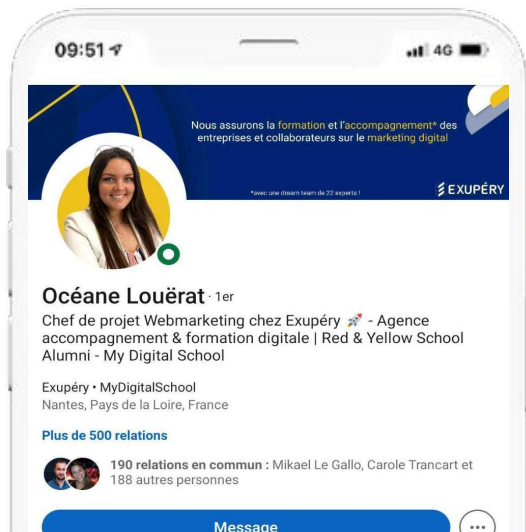 09:51
4G
Nous assurons la formation et l'accompagnement* des
entreprises et collaborateurs sur le marketing digital
*avec une dream team de 22 experts !
EXUPÉRY
Océane Louërat · 1er
Chef de projet Webmarketing chez Exupéry 🚀 - Agence
accompagnement & formation digitale | Red & Yellow School
Alumni - My Digital School
Exupéry • MyDigitalSchool
Nantes, Pays de la Loire, France
Plus de 500 relations
190 relations en commun : Mikael Le Gallo, Carole Trancart et
188 autres personnes
Message